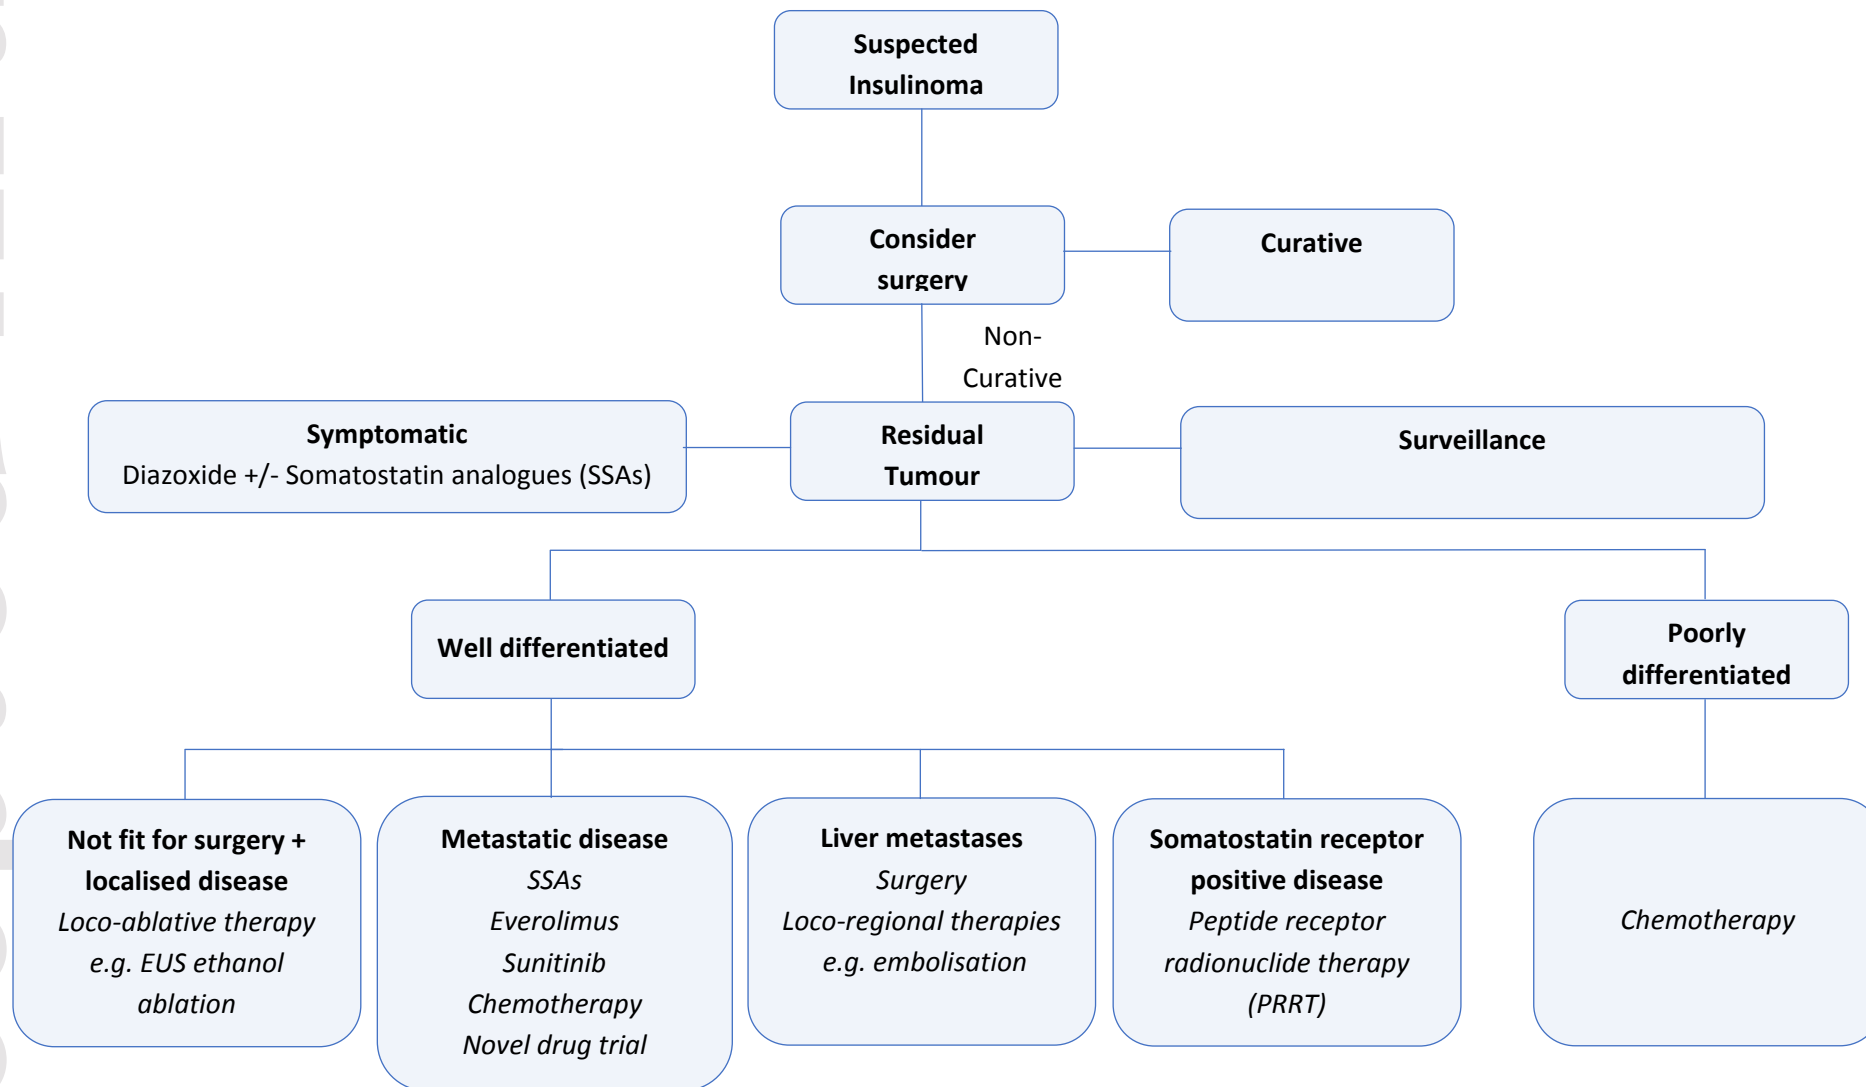 Suspected
Insulinoma
Consider
surgery
Curative
Non-
Curative
Symptomatic
Diazoxide +/- Somatostatin analogues (SSAs)
Residual
Tumour
Surveillance
Well differentiated
Poorly
differentiated
Not fit for surgery +
localised disease
Loco-ablative therapy
e.g. EUS ethanol
ablation
Metastatic disease
SSAs
Everolimus
Sunitinib
Chemotherapy
Novel drug trial
Liver metastases
Surgery
Loco-regional therapies
e.g. embolisation
Somatostatin receptor
positive disease
Peptide receptor
radionuclide therapy
(PRRT)
Chemotherapy